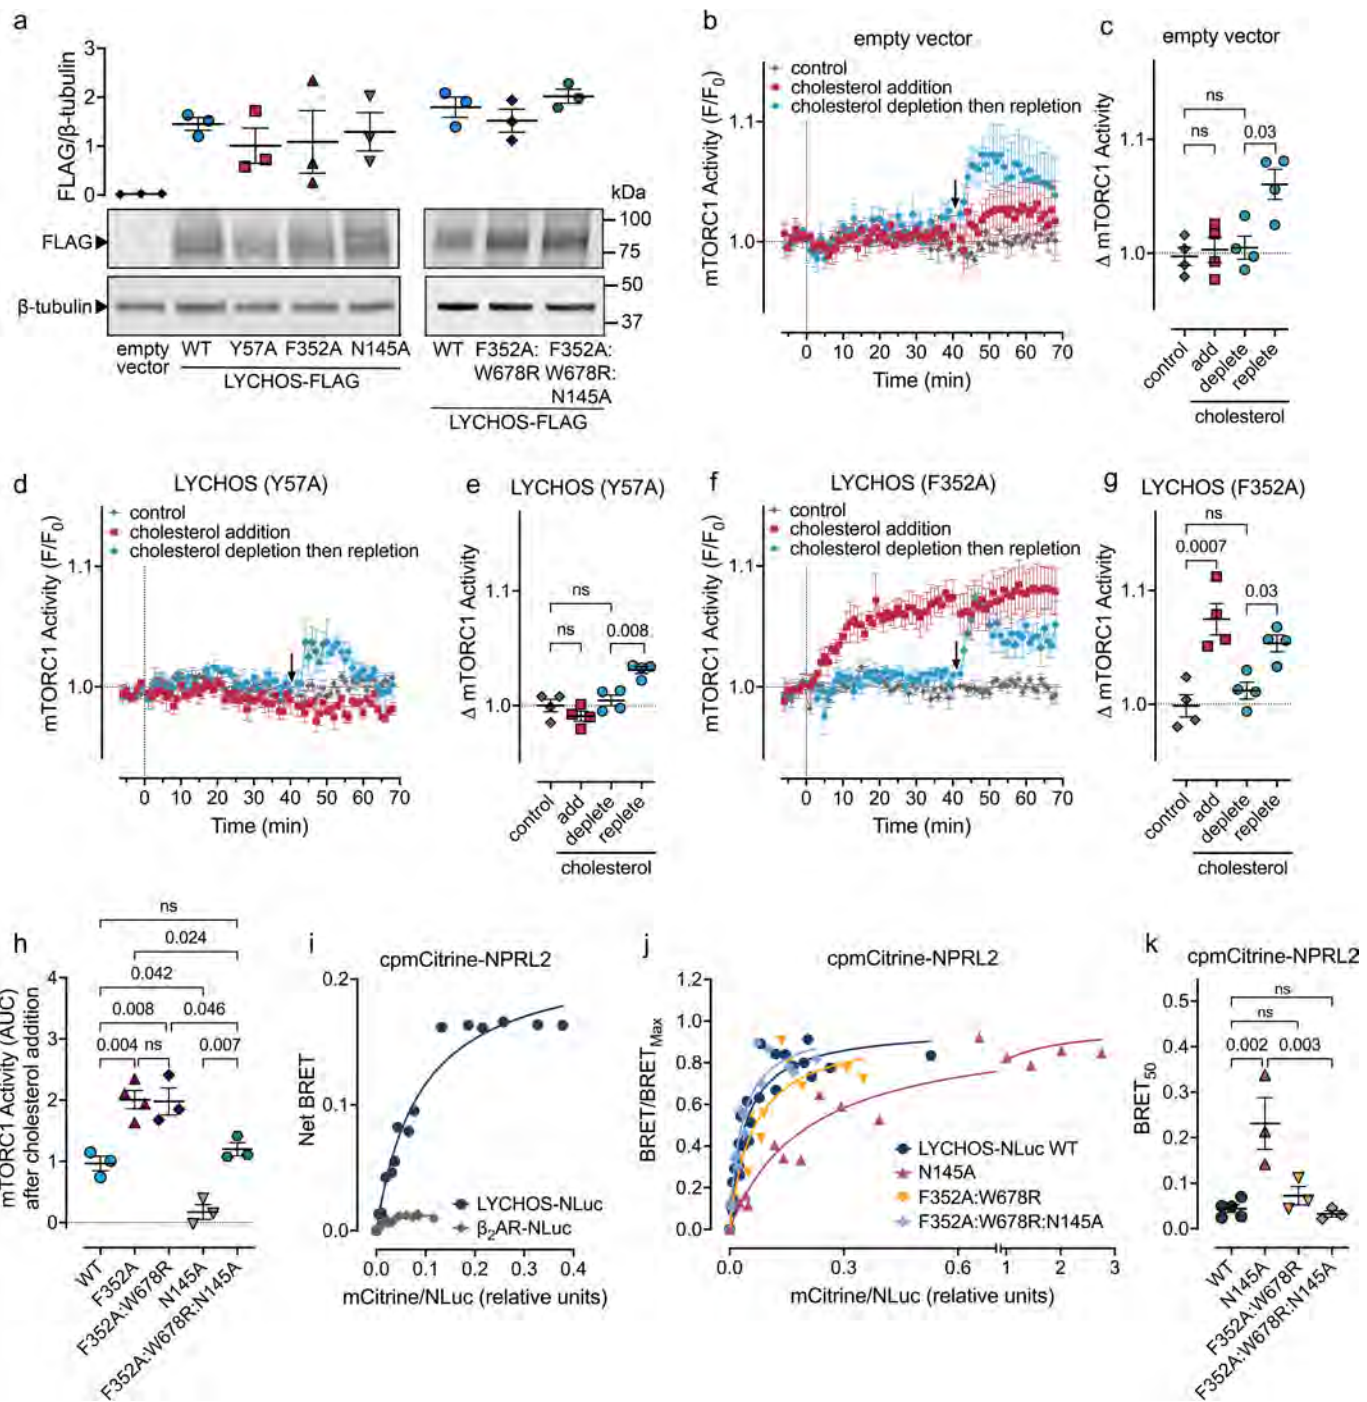 a
FLAG/β-tubulin
3
2
1
0
kDa
FLAG
100
75
β-tubulin
50
37
empty vector
WT
Y57A
F352A
N145A
LYCHOS-FLAG
WT
F352A:
W678R
F352A:
W678R:
N145A
LYCHOS-FLAG
b
empty vector
control
cholesterol addition
cholesterol depletion then repletion
mTORC1 Activity (F/F0)
1.1
1.0
0 10 20 30 40 50 60 70
Time (min)
c
empty vector
Δ mTORC1 Activity
ns
ns 0.03
1.1
1.0
control
add
deplete
replete
cholesterol
d
LYCHOS (Y57A)
control
cholesterol addition
cholesterol depletion then repletion
mTORC1 Activity (F/F0)
1.1
1.0
0 10 20 30 40 50 60 70
Time (min)
e
LYCHOS (Y57A)
Δ mTORC1 Activity
1.1
ns
ns 0.008
1.0
control
add
deplete
replete
cholesterol
f
LYCHOS (F352A)
control
cholesterol addition
cholesterol depletion then repletion
mTORC1 Activity (F/F0)
1.1
1.0
0 10 20 30 40 50 60 70
Time (min)
g
LYCHOS (F352A)
Δ mTORC1 Activity
ns
0.0007
0.03
1.1
1.0
control
add
deplete
replete
cholesterol
h
mTORC1 Activity (AUC)
after cholesterol addition
ns
0.024
0.042
0.008 0.046
0.004 ns 0.007
4
3
2
1
0
WT
F352A
F352A:W678R
N145A
F352A:W678R:N145A
i
Net BRET
0.2
0.1
0.0
LYCHOS-NLuc
β2AR-NLuc
0.0 0.1 0.2 0.3 0.4
mCitrine/NLuc (relative units)
j
cpmCitrine-NPRL2
BRET/BRETMax
1.2
1.0
0.8
0.6
0.4
0.2
0.0
LYCHOS-NLuc WT
N145A
F352A:W678R
F352A:W678R:N145A
0.0 0.3 0.6 1 2 3
mCitrine/NLuc (relative units)
k
cpmCitrine-NPRL2
BRET50
0.5
0.4
0.3
0.2
0.1
0.0
ns
ns
0.002 0.003
WT
N145A
F352A:W678R
F352A:W678R:N145A